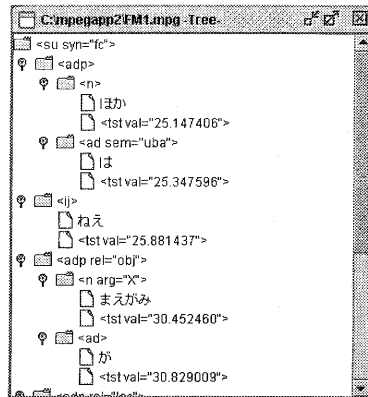 C:\mpegapp2\FM1.mpg -Tree-
<su syn="fc">
<adp>
<n>
ほか
<tst val="25.147406">
<ad sem="uba">
は
<tst val="25.347596">
<ij>
ねえ
<tst val="25.881437">
<adp rel="obj">
<n arg="X">
まえがみ
<tst val="30.452460">
<ad>
が
<tst val="30.829009">